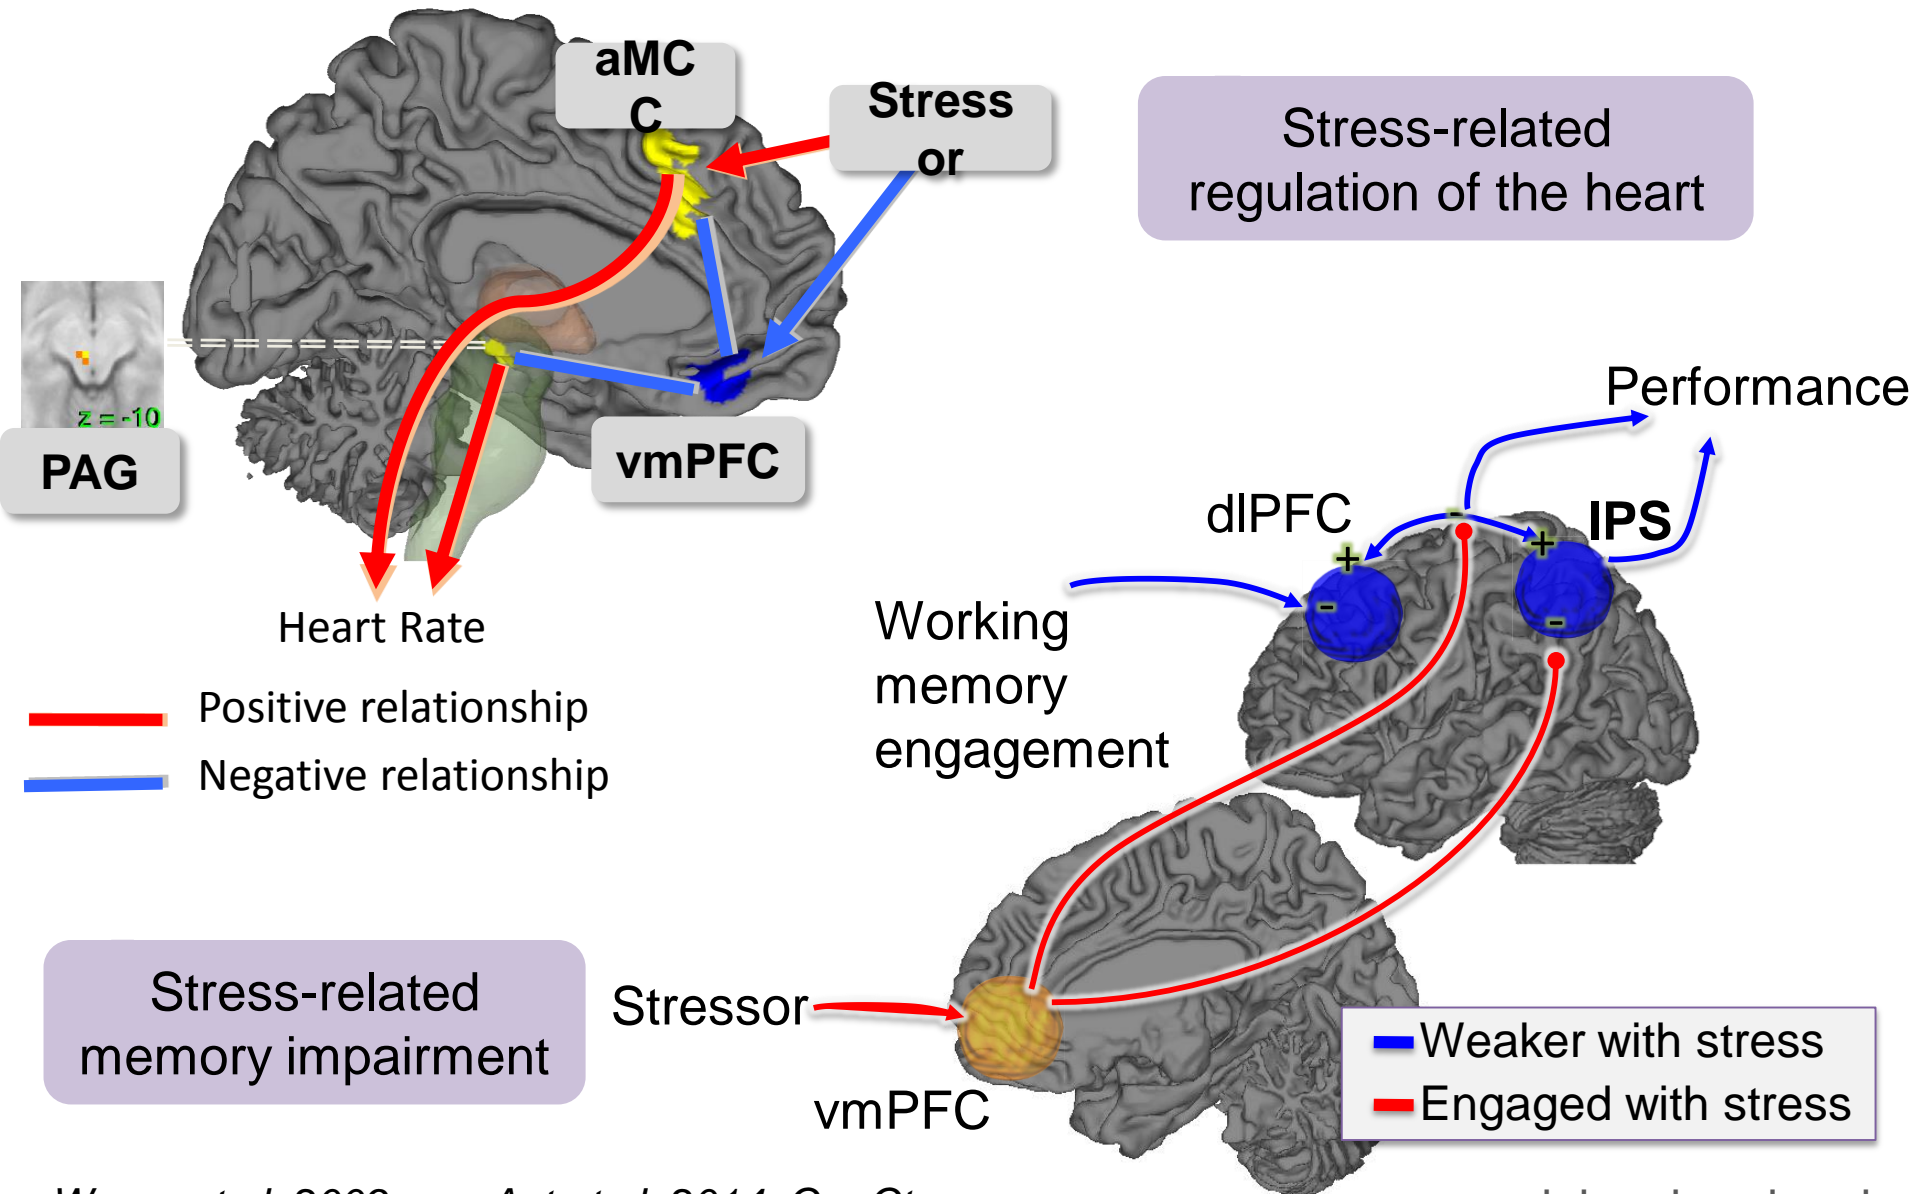 aMC
C
Stress
or
Stress-related
regulation of the heart
z = -10
PAG
vmPFC
Heart Rate
Positive relationship
Negative relationship
Performance
dlPFC
IPS
-
+
+
-
-
Working
memory
engagement
Stress-related
memory impairment
Stressor
vmPFC
Weaker with stress
Engaged with stress